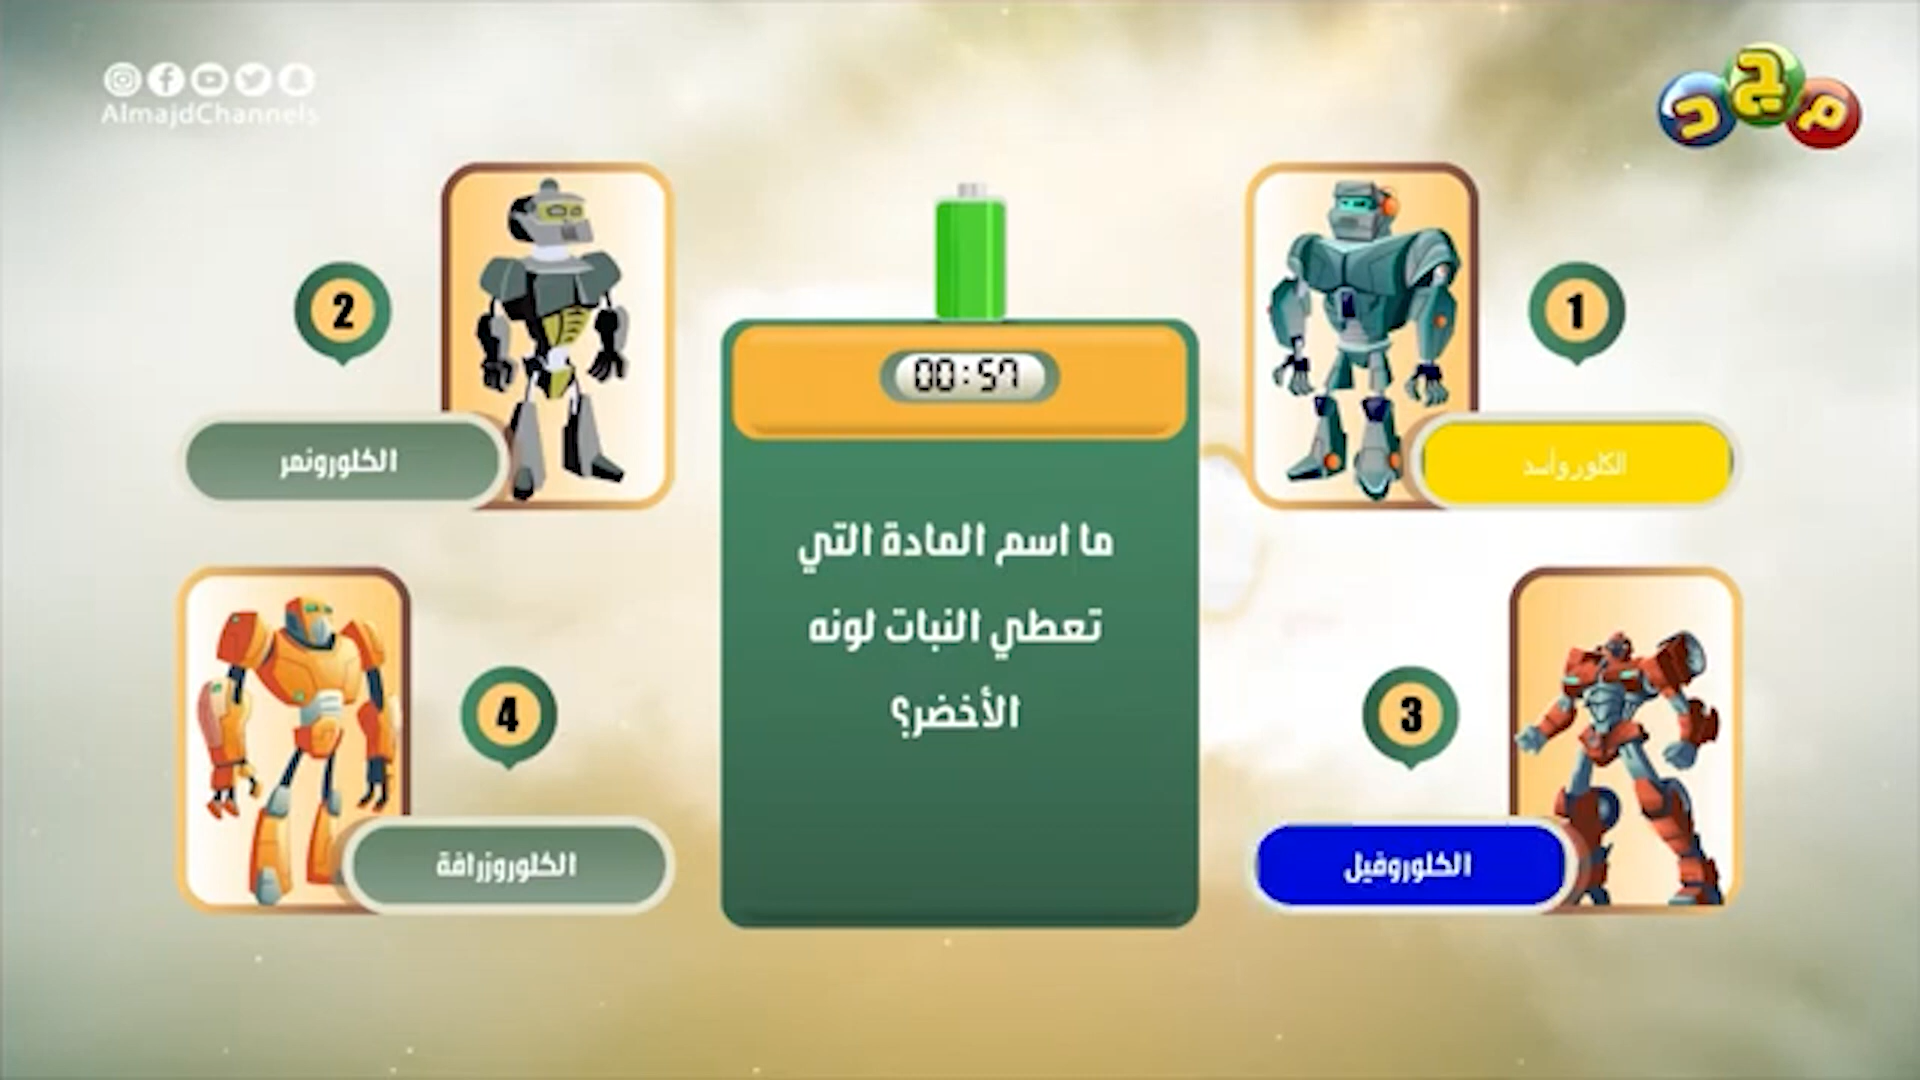 AlmajdChannels
م ج د
00:57
ما اسم المادة التي
تعطي النبات لونه
الأخضر؟
1
الكلوروأسد
2
الكلورونمر
3
الكلوروفيل
4
الكلوروزرافة